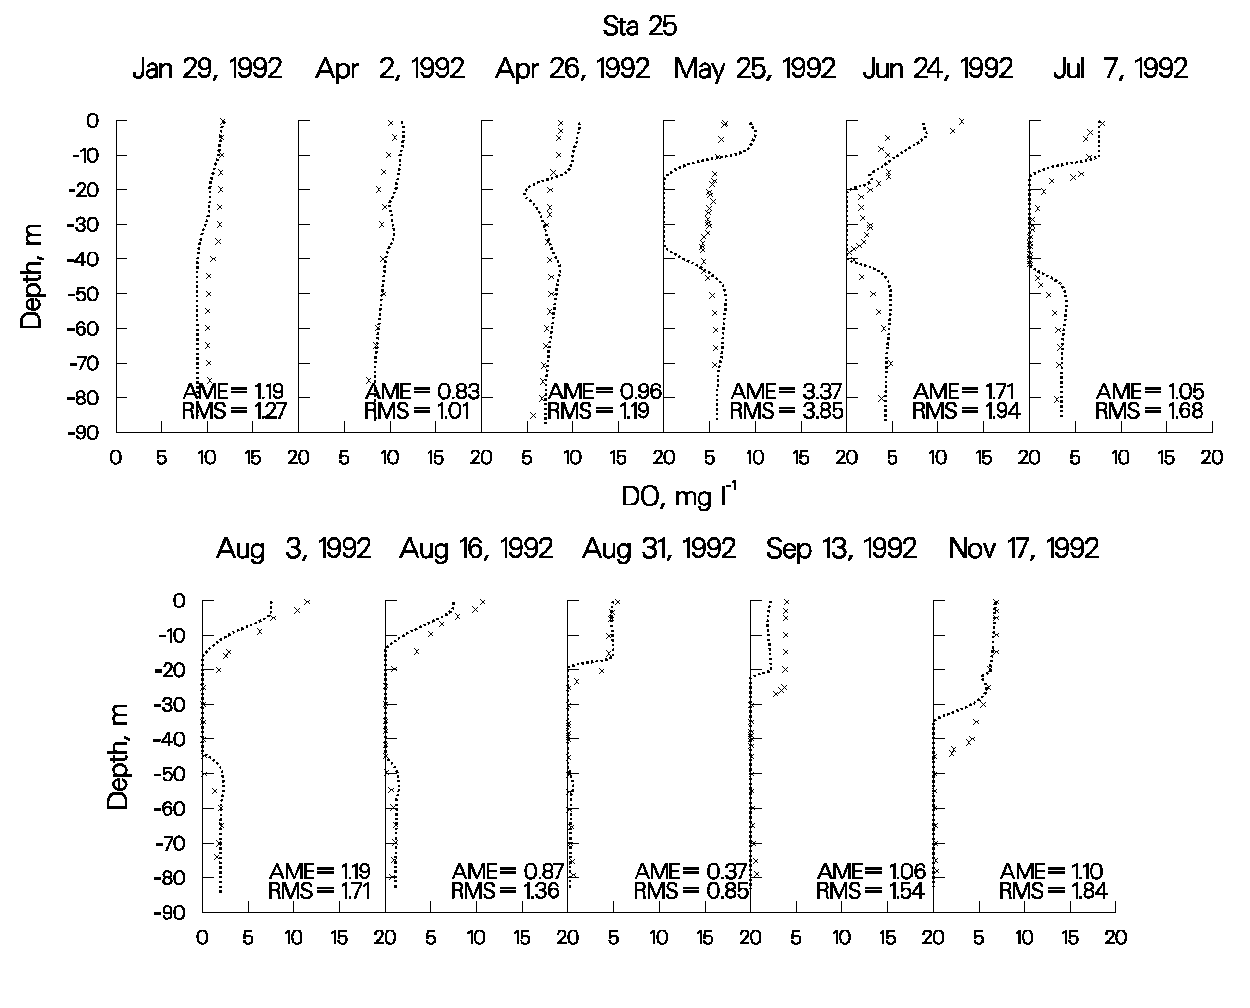 Sta 25
Jan 29, 1992 Apr 2, 1992 Apr 26, 1992 May 25, 1992 Jun 24, 1992 Jul 7, 1992
0
-10
-20
-30
-40
-50
-60
-70
-80
-90
Depth, m
AME= 1.19 AME= 0.83 AME= 0.96 AME= 3.37 AME= 1.71 AME= 1.05
RMS = 1.27 RMS = 1.01 RMS = 1.19 RMS = 3.85 RMS = 1.94 RMS = 1.68
0 5 10 15 20 5 10 15 20 5 10 15 20 5 10 15 20 5 10 15 20 5 10 15 20
DO, mg l-1
Aug 3, 1992 Aug 16, 1992 Aug 31, 1992 Sep 13, 1992 Nov 17, 1992
0
-10
-20
-30
-40
-50
-60
-70
-80
-90
Depth, m
AME= 1.19 AME= 0.87 AME= 0.37 AME= 1.06 AME= 1.10
RMS = 1.71 RMS = 1.36 RMS = 0.85 RMS = 1.54 RMS = 1.84
0 5 10 15 20 5 10 15 20 5 10 15 20 5 10 15 20 5 10 15 20